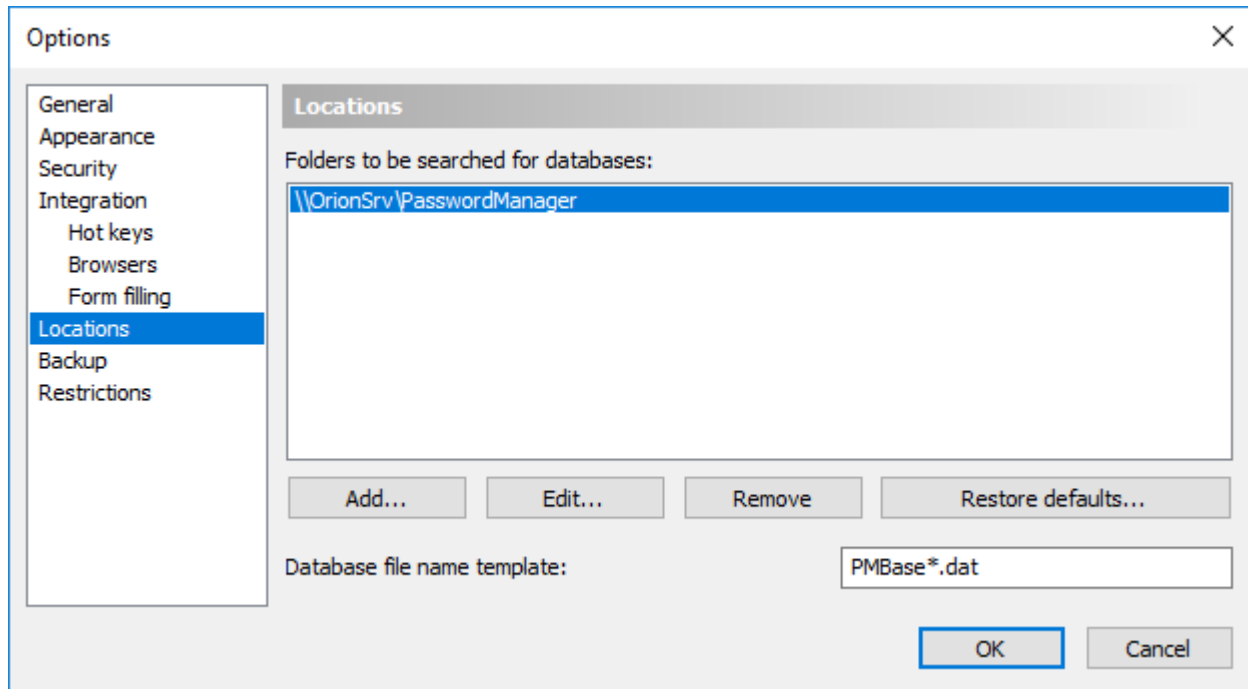 Options
General
Appearance
Security
Integration
Hot keys
Browsers
Form filling
Locations
Backup
Restrictions
Locations
Folders to be searched for databases:
\\OrionSrv\PasswordManager
Add...
Edit...
Remove
Restore defaults...
Database file name template:
PMBase*.dat
OK
Cancel